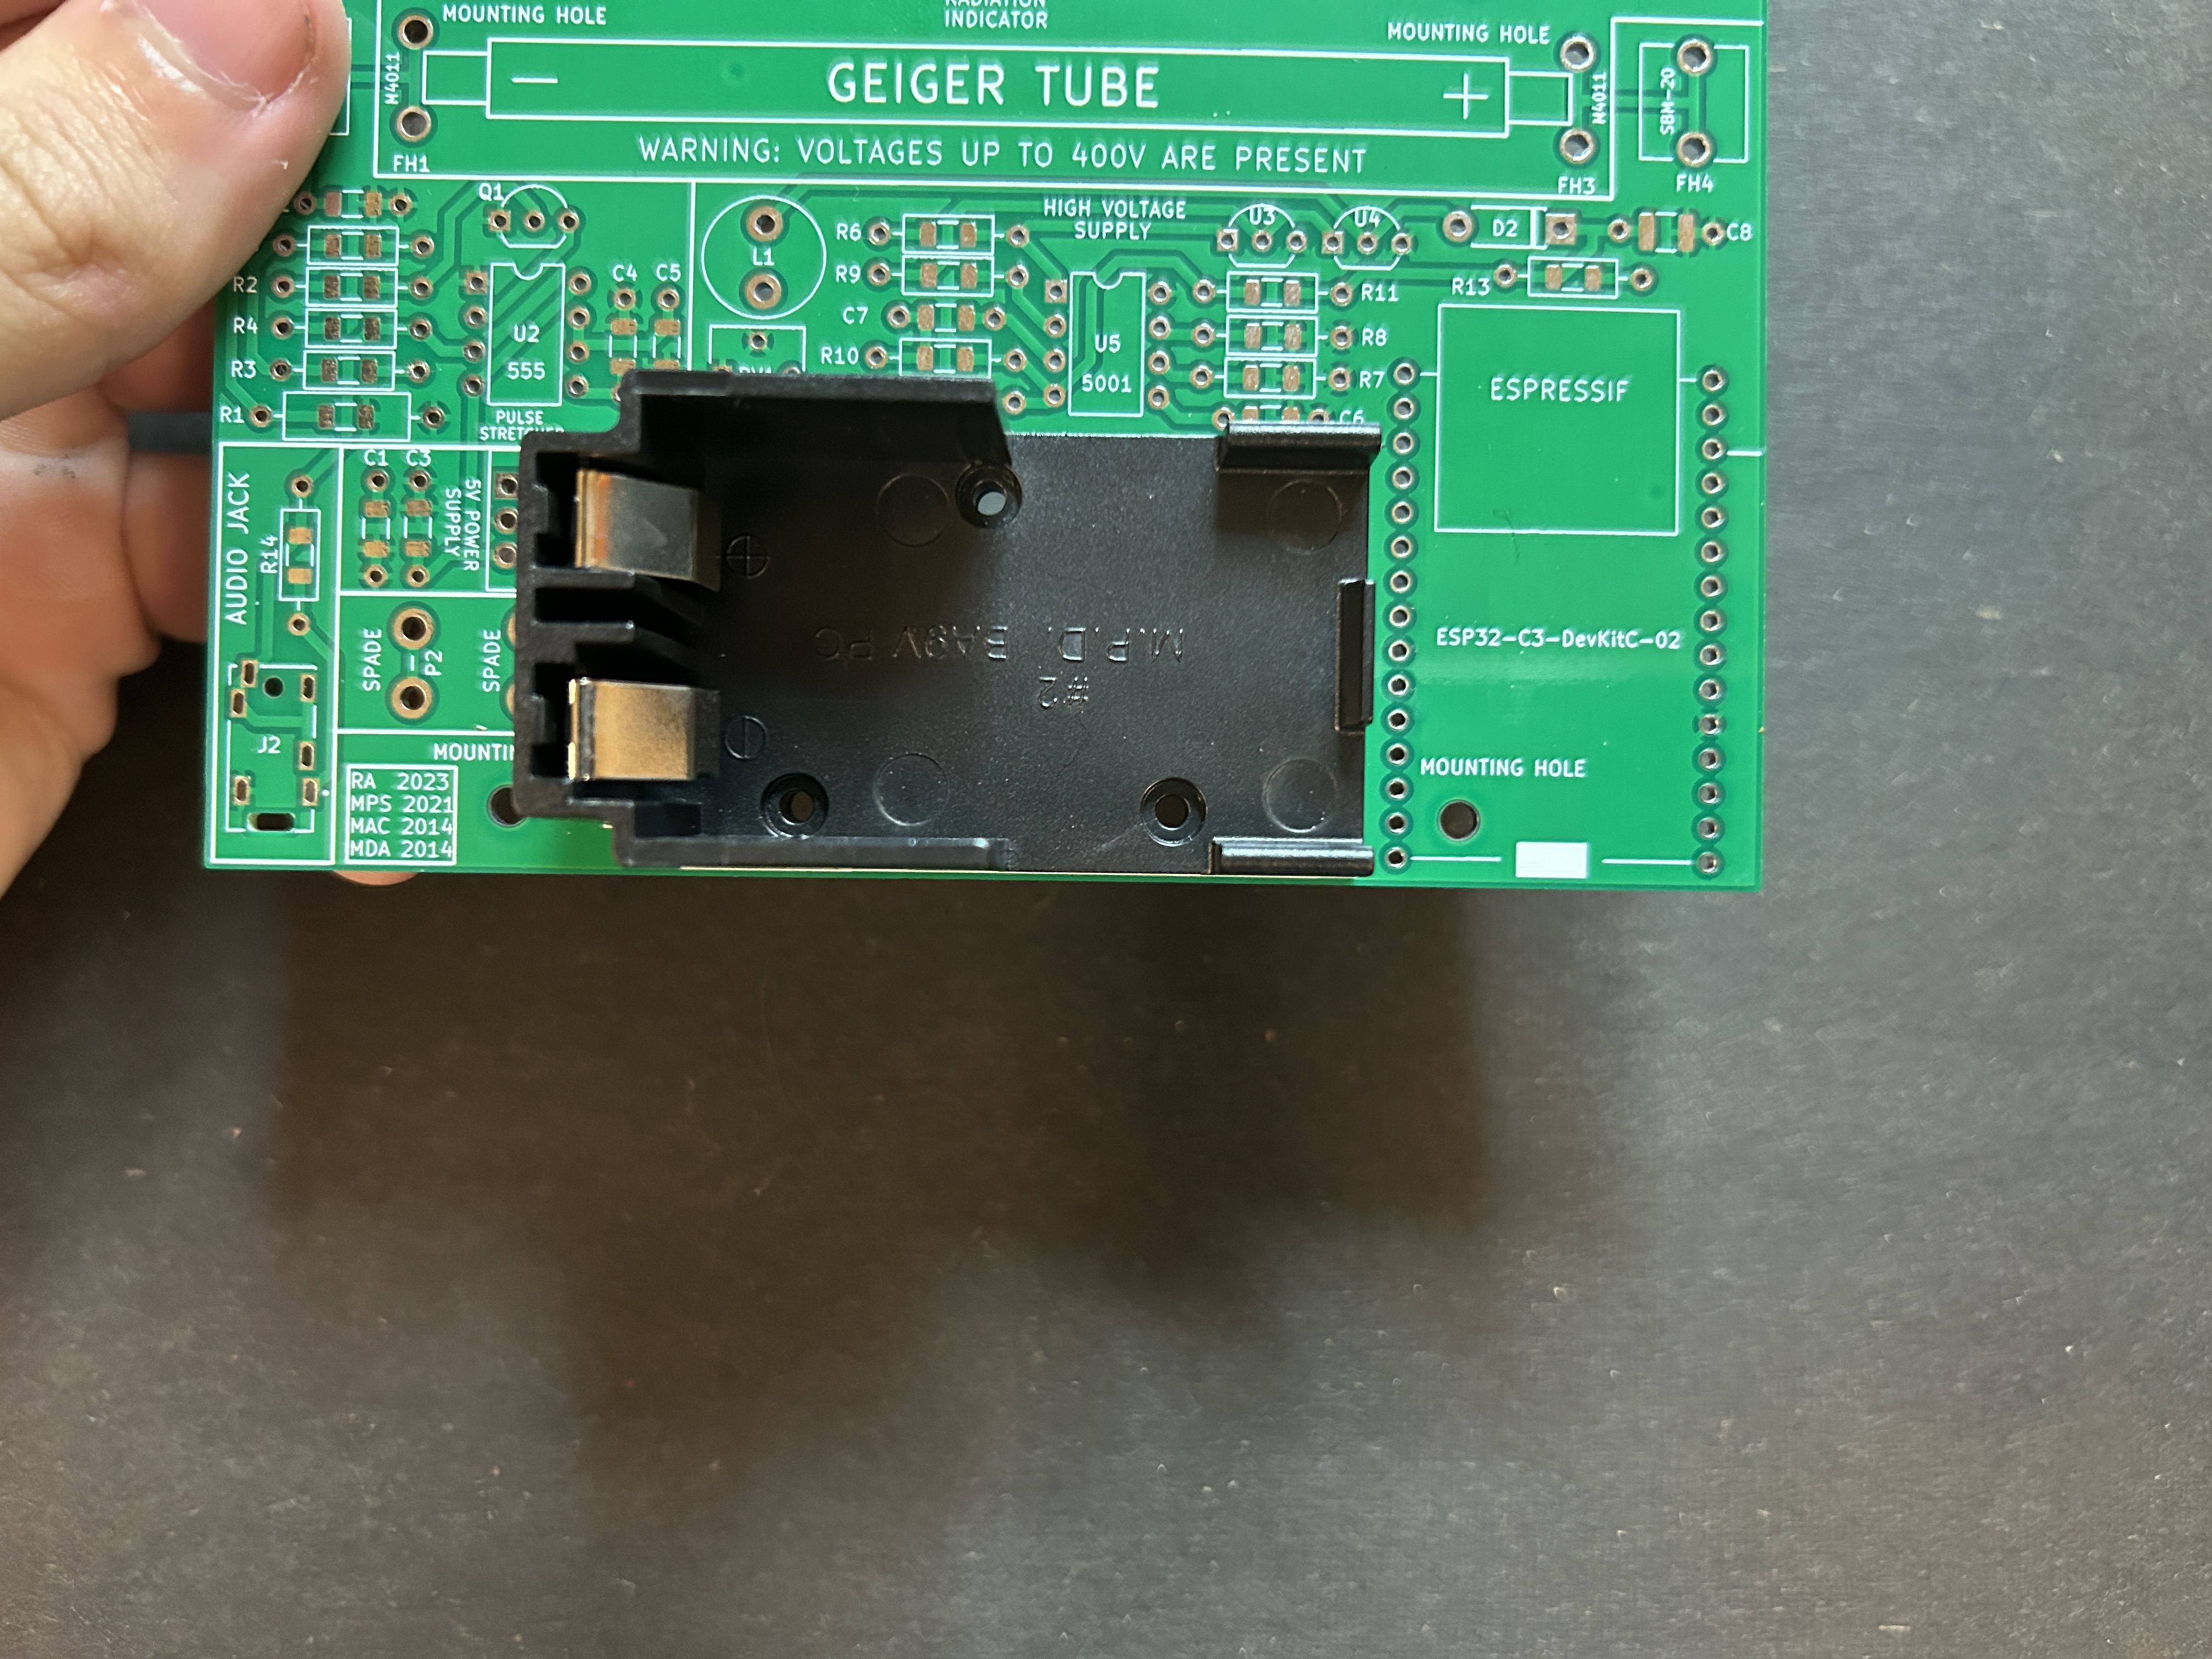 AUDIO JACK
J2
R14
R1
R3
R4
R2
RA 2023
MPS 2021
MAC 2014
MDA 2014
SPADE
P2
SPADE
C1
C3
5V POWER
SUPPLY
PULSE
U2
555
Q1
C4
C5
FH1
M4011
MOUNTING HOLE
-
WARNING: VOLTAGES UP TO 400V ARE PRESENT
GEIGER TUBE
+
INDICATOR
L1
R10
C7
R9
R6
HIGH VOLTAGE
SUPPLY
U5
5001
U3
U4
C6
R7
R8
R11
M.P.D. BA9VPC
#2
MOUNTING HOLE
ESP32-C3-DevKitC-02
ESPRESSIF
R13
D2
C8
MOUNTING HOLE
FH3
M4011
SBM-20
FH4